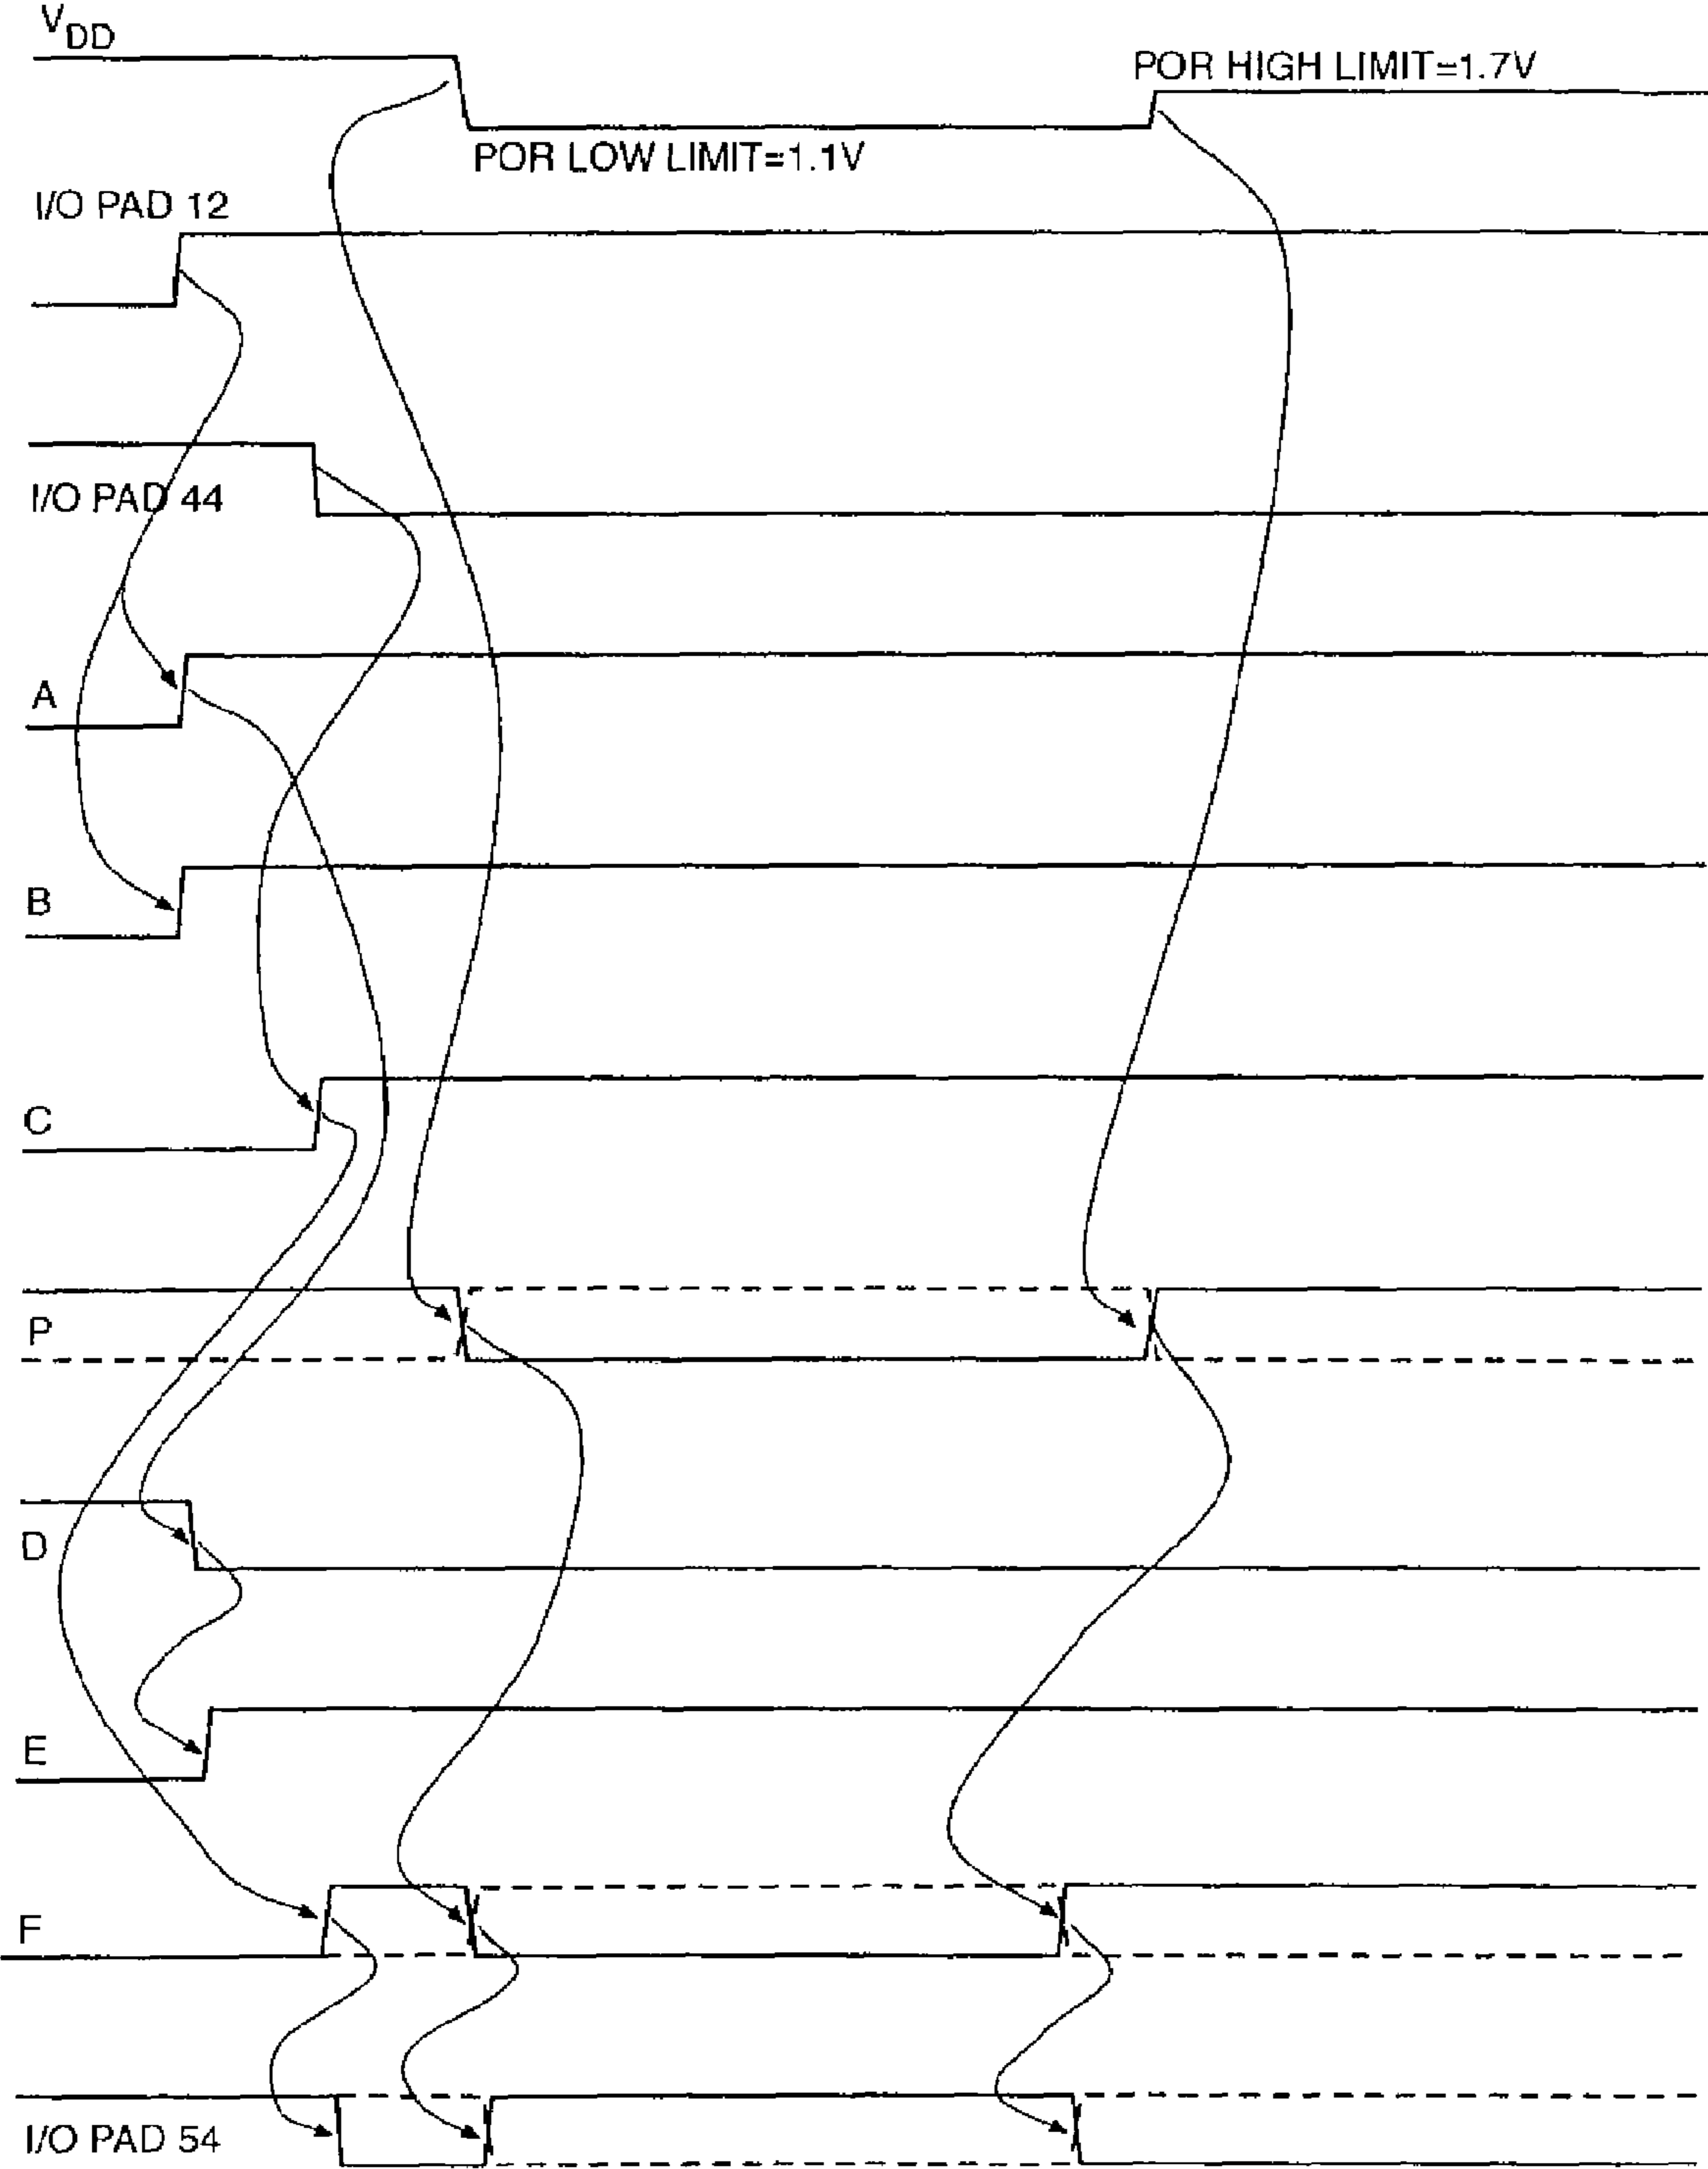 VDD
POR HIGH LIMIT=1.7V
POR LOW LIMIT=1.1V
I/O PAD 12
I/O PAD 44
A
B
C
P
D
E
F
I/O PAD 54